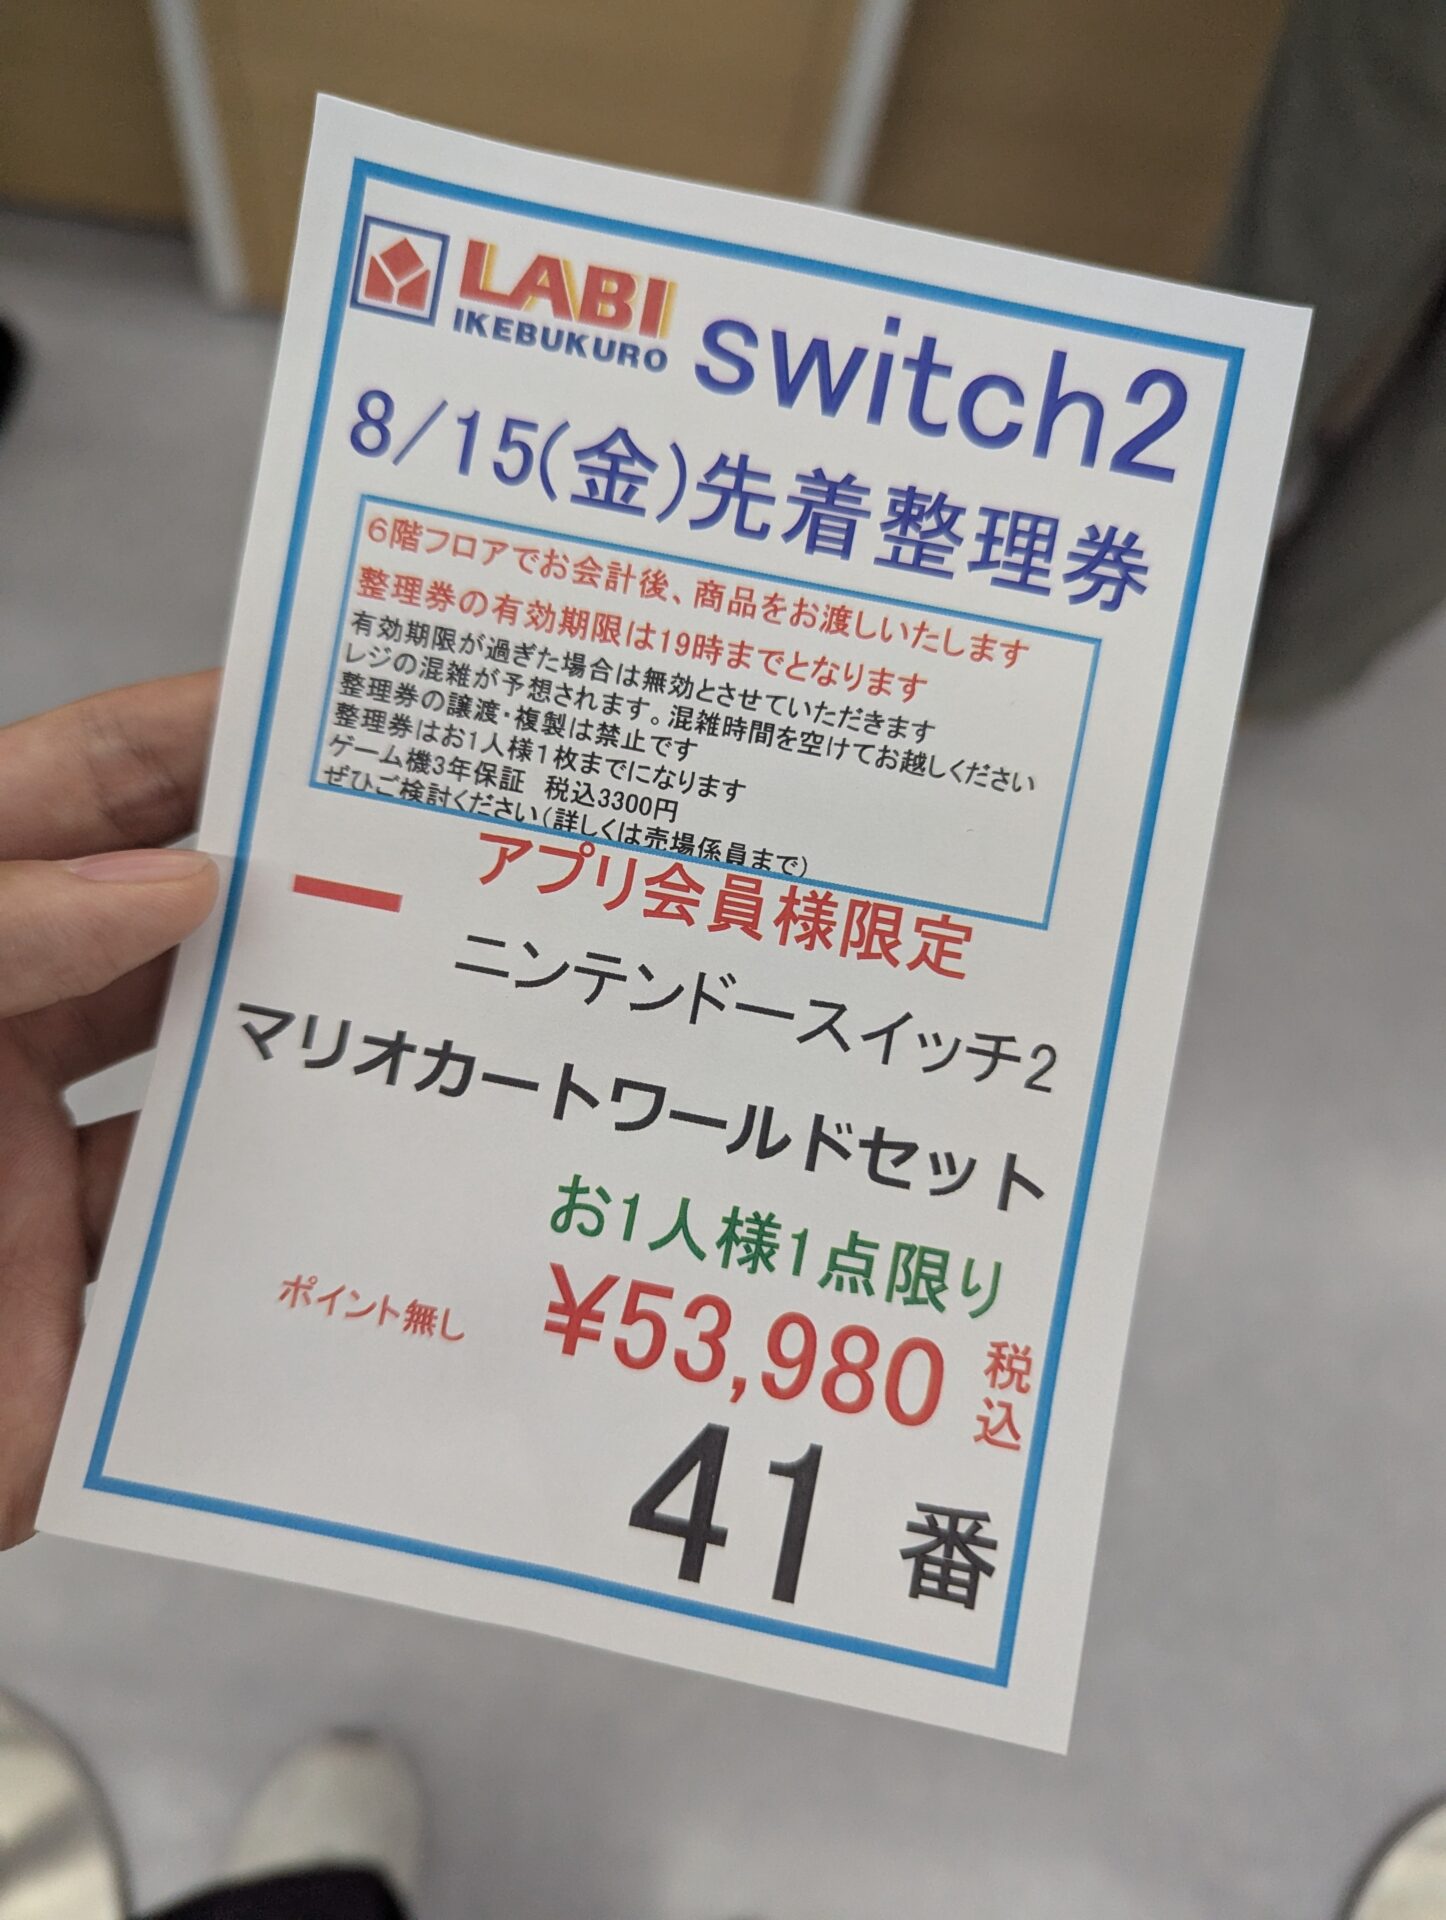 LABI
IKEBUKURO
switch2
8/15(金)先着整理券
6階フロアでお会計後、商品をお渡しいたします
整理券の有効期限は19時までとなります
有効期限が過ぎた場合は無効とさせていただきます
レジの混雑が予想されます。混雑時間を空けてお越しください
整理券の譲渡・複製は禁止です
整理券はお1人様1枚までになります
ゲーム機3年保証 税込3300円
ぜひご検討ください(詳しくは売場係員まで)
アプリ会員様限定
ニンテンドースイッチ2
マリオカートワールドセット
お1人様1点限り
ポイント無し ¥53,980 税込
41 番